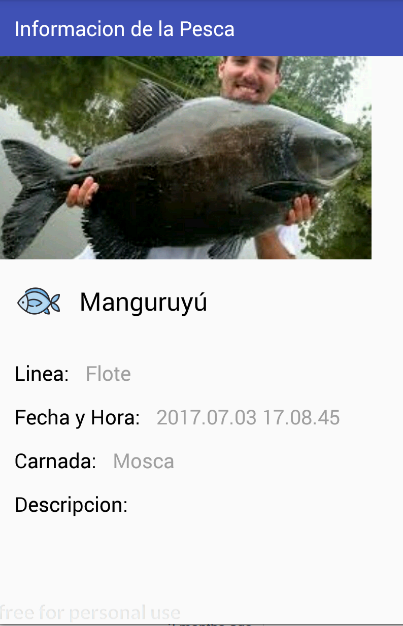 Informacion de la Pesca
Manguruyú
Linea: Flote
Fecha y Hora: 2017.07.03 17.08.45
Carnada: Mosca
Descripcion:
free for personal use